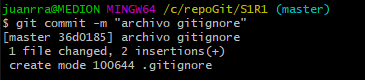 juanrra@MEDION MINGW64 /c/repoGit/S1R1 (master)
$ git commit -m "archivo gitignore"
[master 36d0185] archivo gitignore
 1 file changed, 2 insertions(+)
 create mode 100644 .gitignore